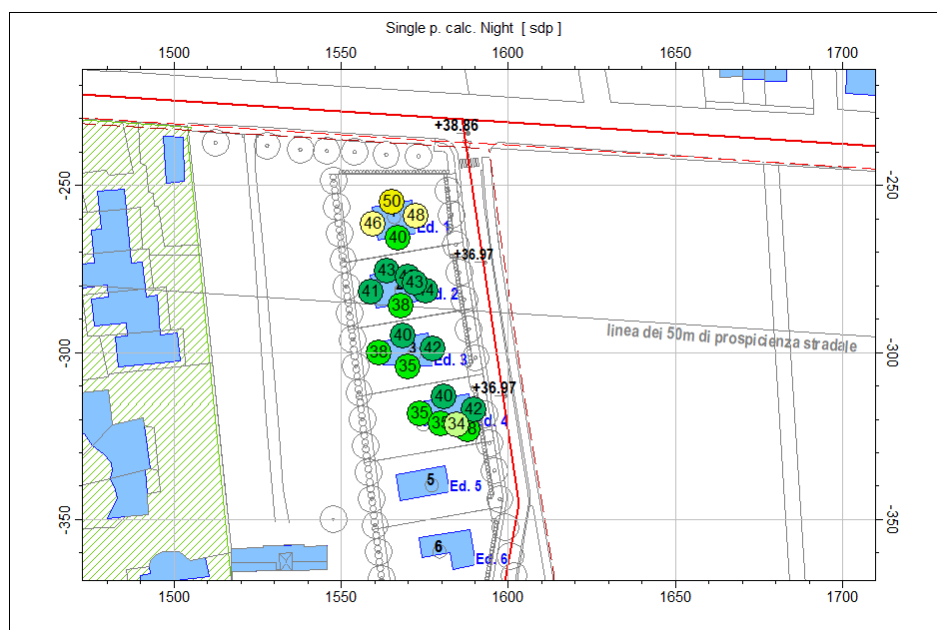 Single p. calc. Night [ sdp ]
1500 1550 1600 1650 1700
+38.86
-250 -250
50
46 48
40 Ed. 1
+36.97
43 43
41
38 Ed. 2
-300 -300
linea dei 50m di prospicienza stradale
40
38 3 42
35 Ed. 3
+36.97
40
35 42
34
Ed. 4
5 Ed. 5
-350 -350
6 Ed. 6
1500 1550 1600 1650 1700